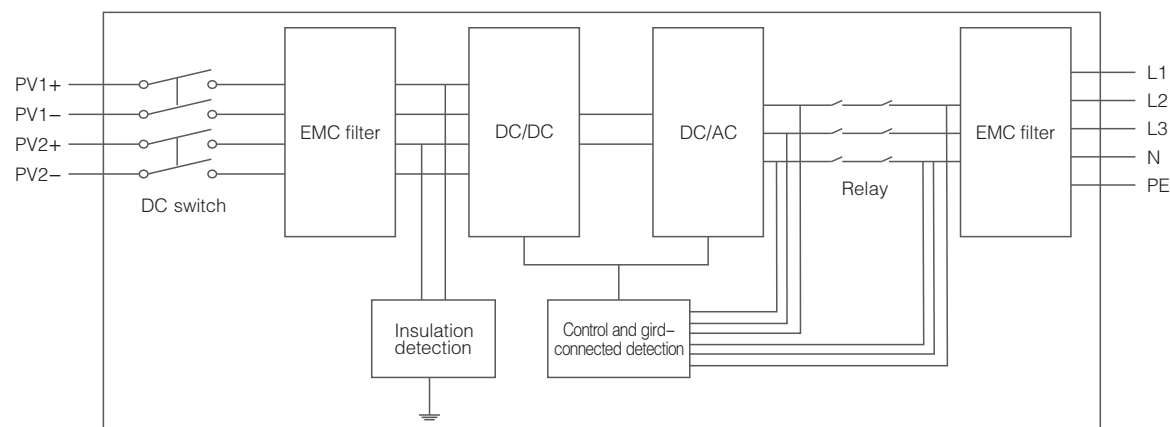 PV1+
PV1−
PV2+
PV2−
DC switch
EMC filter
DC/DC
DC/AC
Relay
EMC filter
L1
L2
L3
N
PE
Insulation
detection
Control and gird−
connected detection